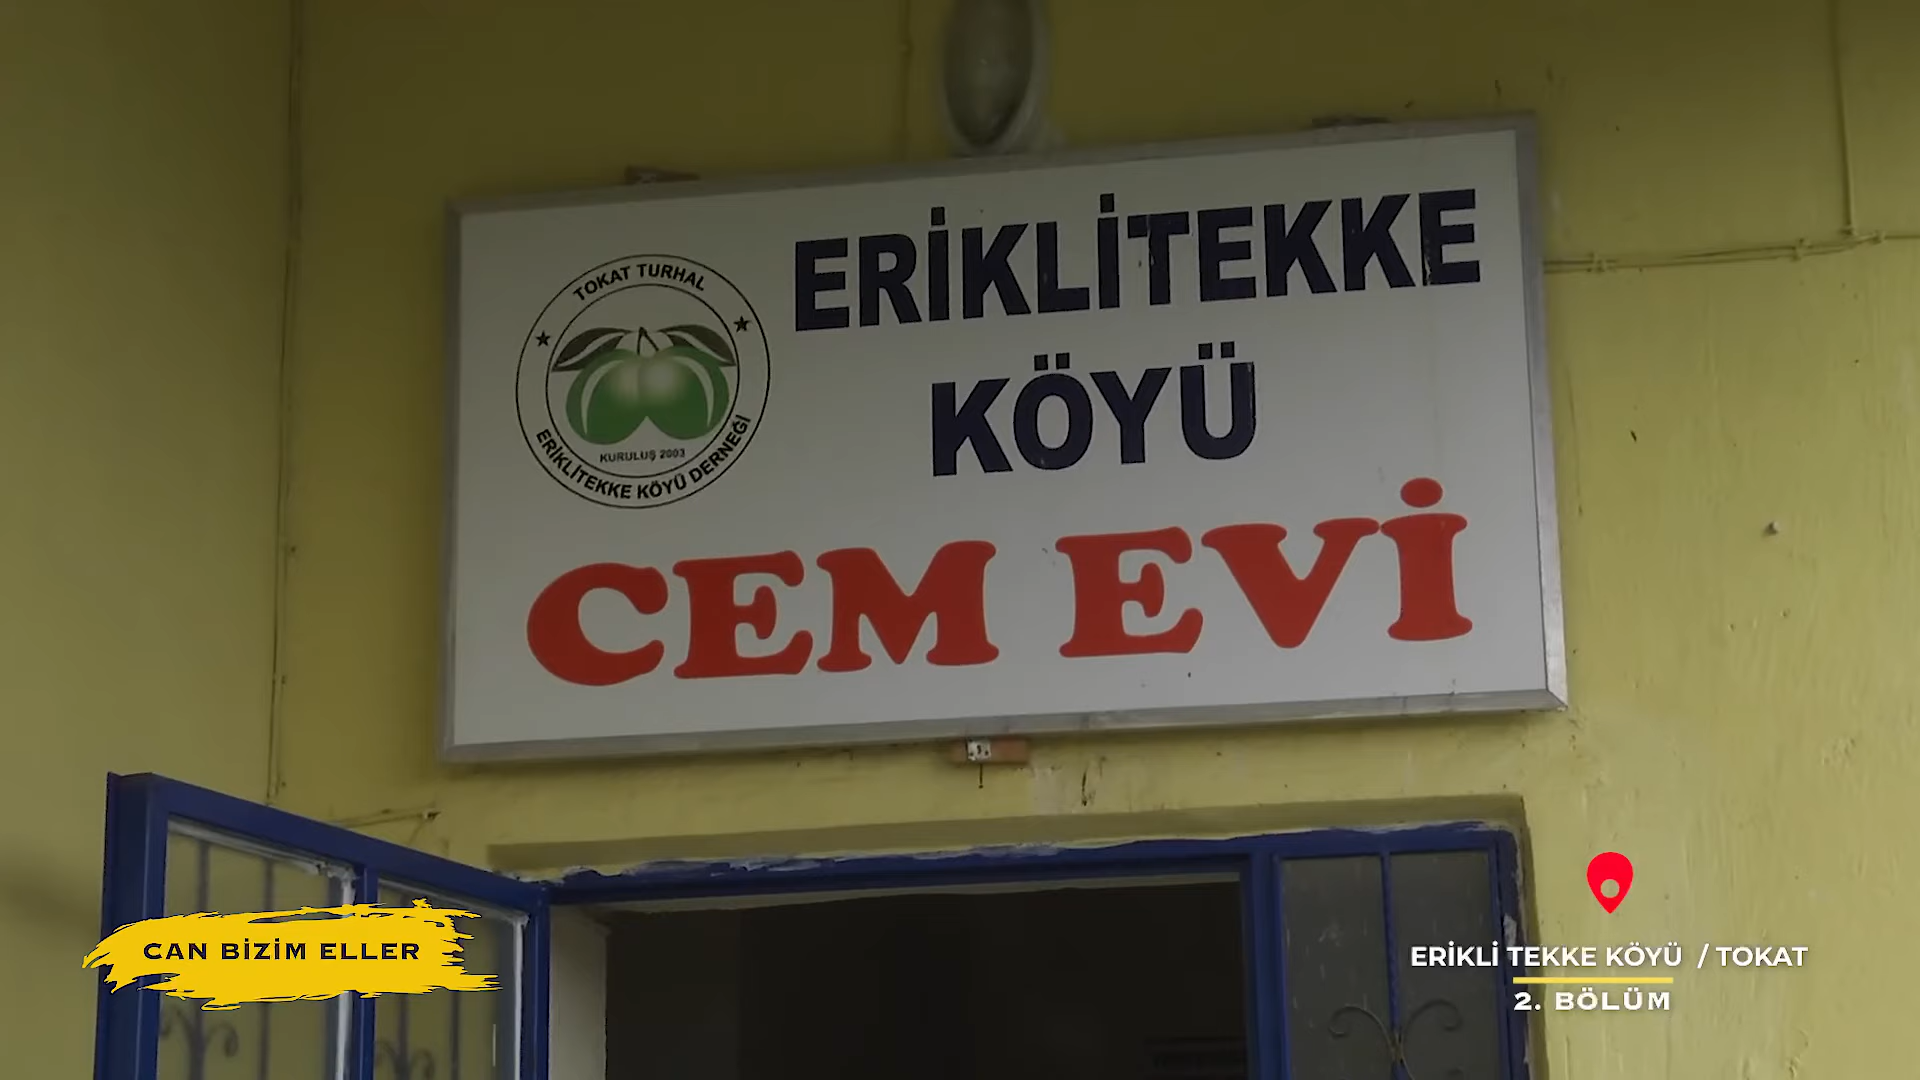 ERİKLİTEKKE
KÖYÜ
CEM EVİ
TOKAT TURHAL
KURULUŞ 2003
ERİKLİTEKKE KÖYÜ DERNEĞİ
CAN BİZİM ELLER
ERİKLİ TEKKE KÖYÜ / TOKAT
2. BÖLÜM